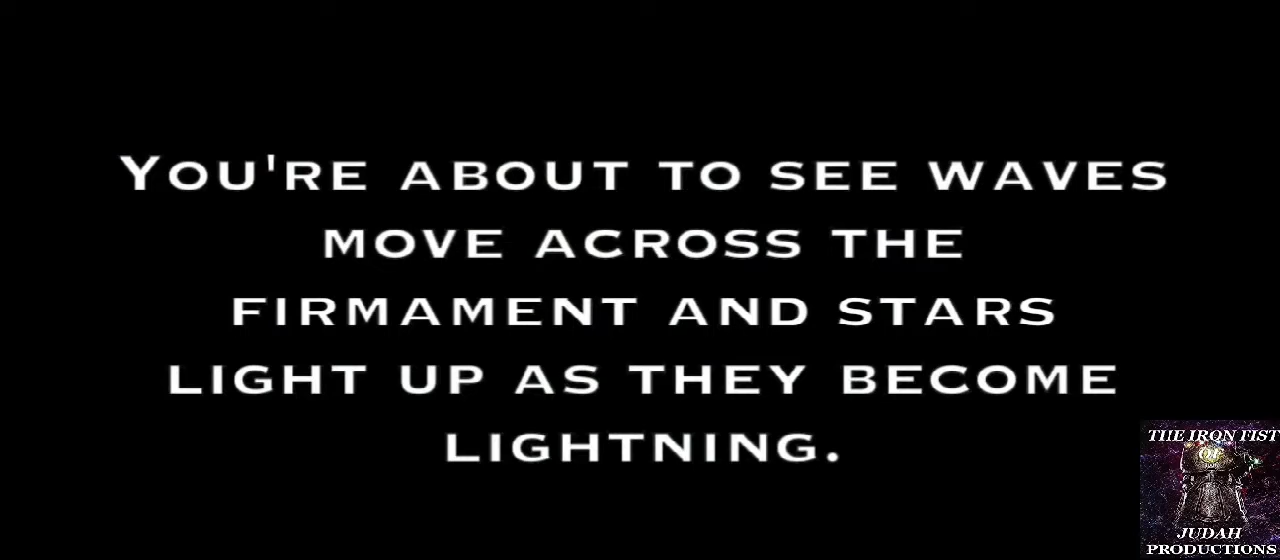 YOU'RE ABOUT TO SEE WAVES
MOVE ACROSS THE
FIRMAMENT AND STARS
LIGHT UP AS THEY BECOME
LIGHTNING.
THE IRON FIST
OF
JUDAH
PRODUCTIONS